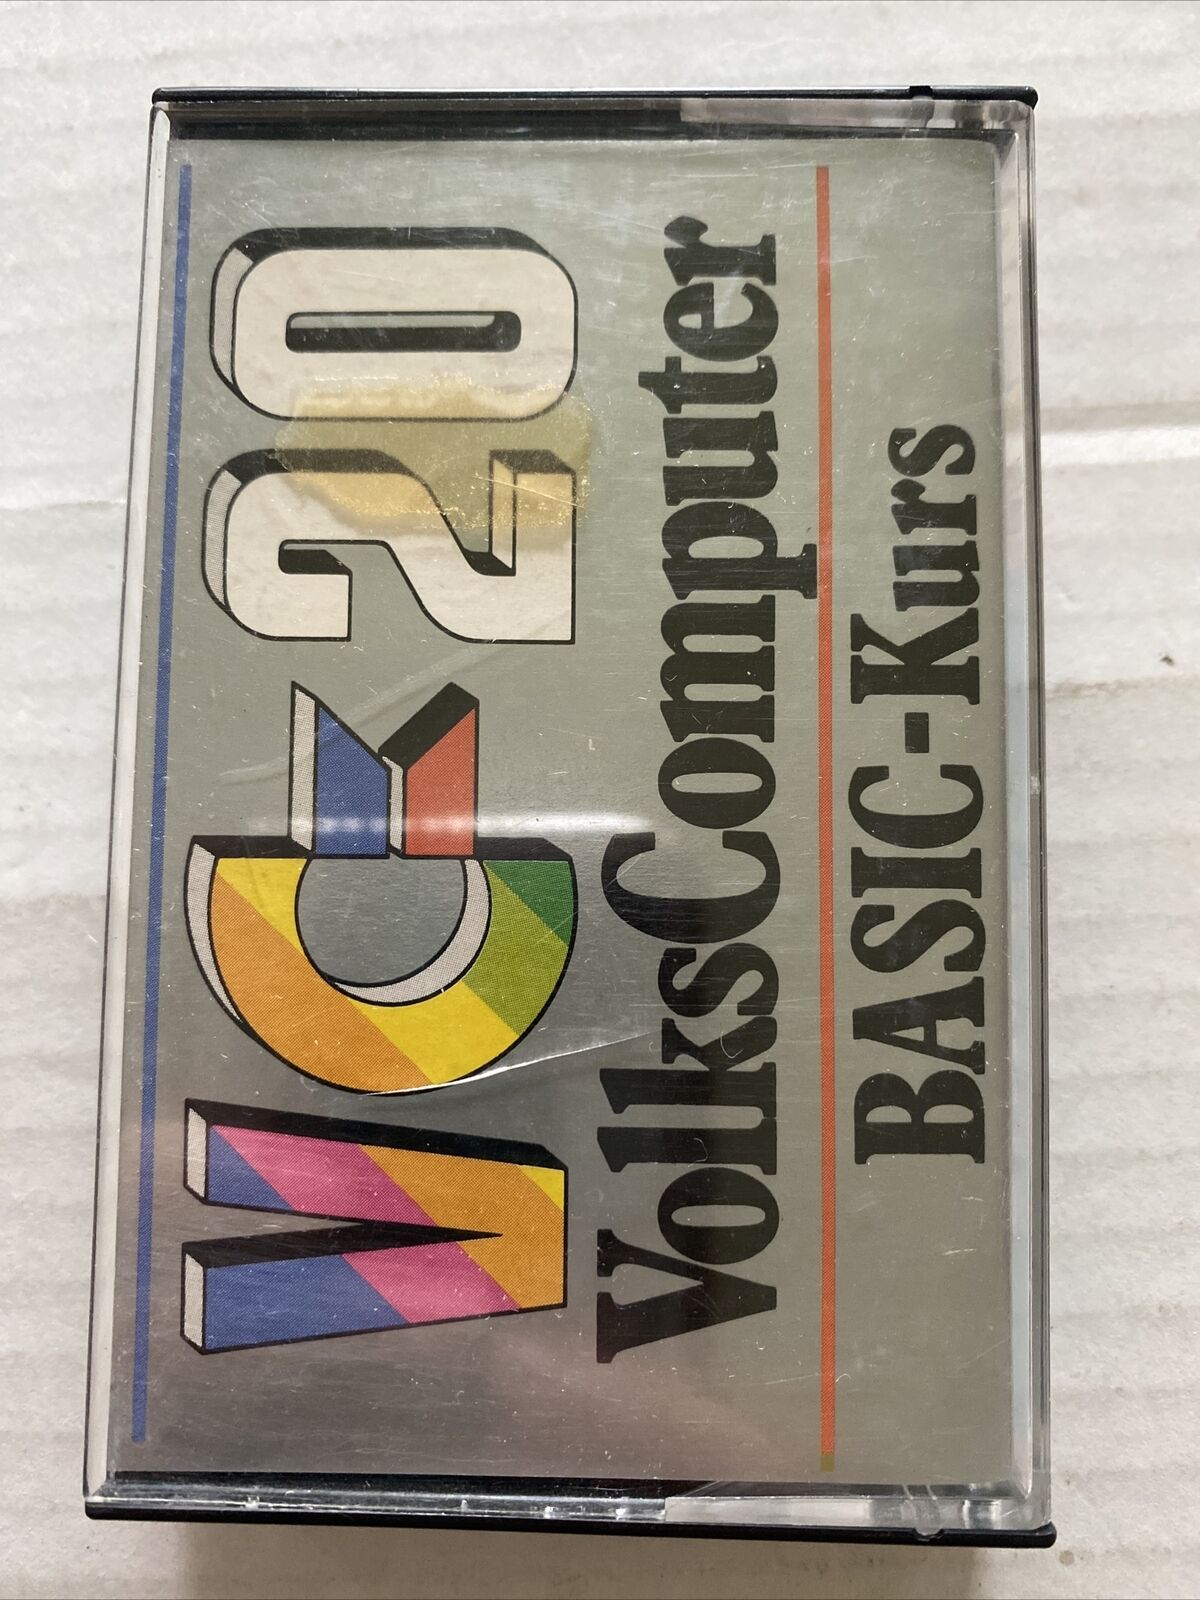 VC 20
VolksComputer
BASIC-Kurs